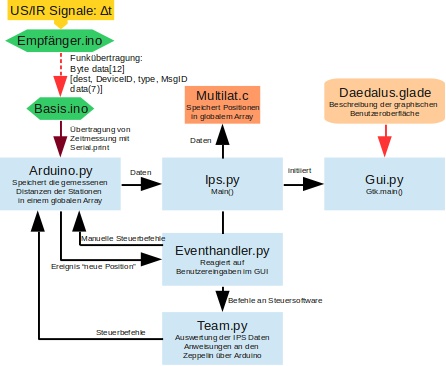 US/IR Signale: Δt
Empfänger.ino
Funkübertragung:
Byte data[12]
[dest, DeviceID, type, MsgID
data(7)]
Basis.ino
Übertragung von
Zeitmessung mit
Serial.print
Multilat.c
Speichert Positionen
in globalem Array
Daedalus.glade
Beschreibung der graphischen
Benutzeroberfläche
Daten
Arduino.py
Speichert die gemessenen
Distanzen der Stationen
in einem globalen Array
Daten
Ips.py
Main()
initiiert
Gui.py
Gtk.main()
Manuelle Steuerbefehle
Ereignis "neue Position"
Eventhandler.py
Reagiert auf
Benutzereingaben im GUI
Befehle an Steuersoftware
Steuerbefehle
Team.py
Auswertung der IPS Daten
Anweisungen an den
Zeppelin über Arduino